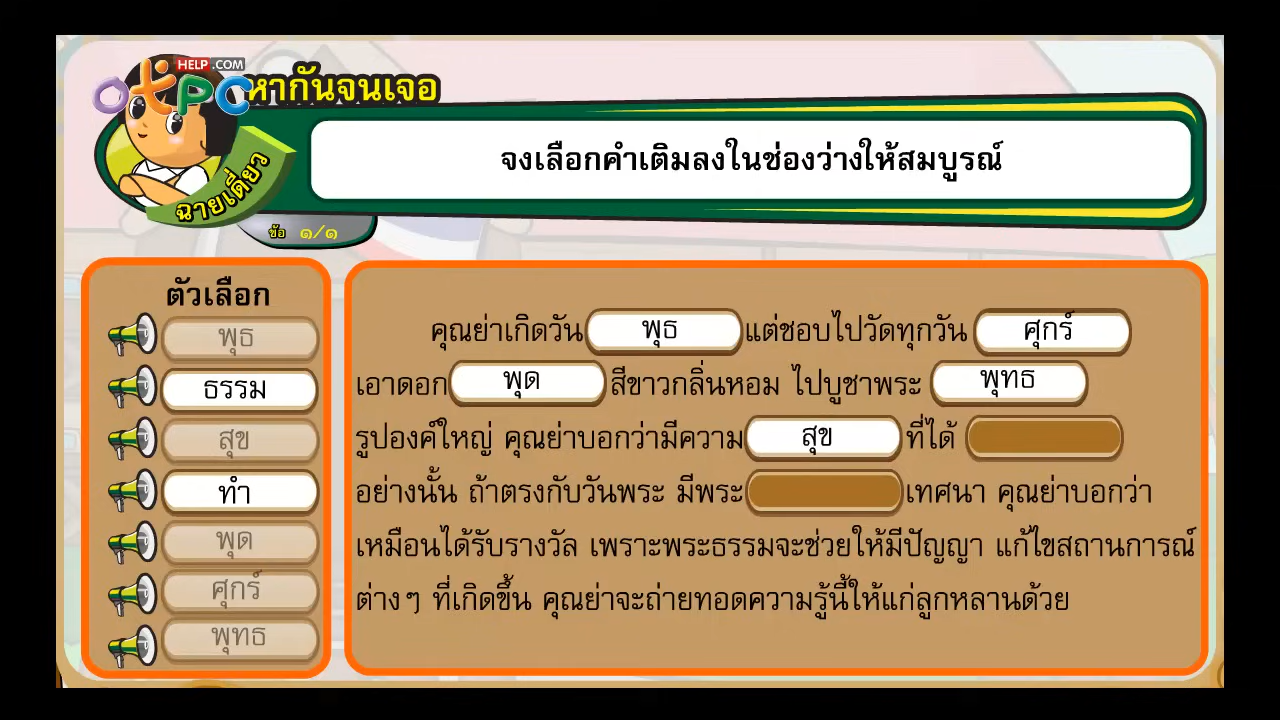 OTPC HELP.COM
หากันจนเจอ
จงเลือกคำเติมลงในช่องว่างให้สมบูรณ์
ฉายเดี่ยว
ข้อ ๑/๑
ตัวเลือก
พุธ
ธรรม
สุข
ทำ
พุด
ศุกร์
พุทธ
คุณย่าเกิดวัน พุธ แต่ชอบไปวัดทุกวัน ศุกร์
เอาดอก พุด สีขาวกลิ่นหอม ไปบูชาพระ พุทธ
รูปองค์ใหญ่ คุณย่าบอกว่ามีความ สุข ที่ได้
อย่างนั้น ถ้าตรงกับวันพระ มีพระ เทศนา คุณย่าบอกว่า
เหมือนได้รับรางวัล เพราะพระธรรมจะช่วยให้มีปัญญา แก้ไขสถานการณ์
ต่างๆ ที่เกิดขึ้น คุณย่าจะถ่ายทอดความรู้นี้ให้แก่ลูกหลานด้วย